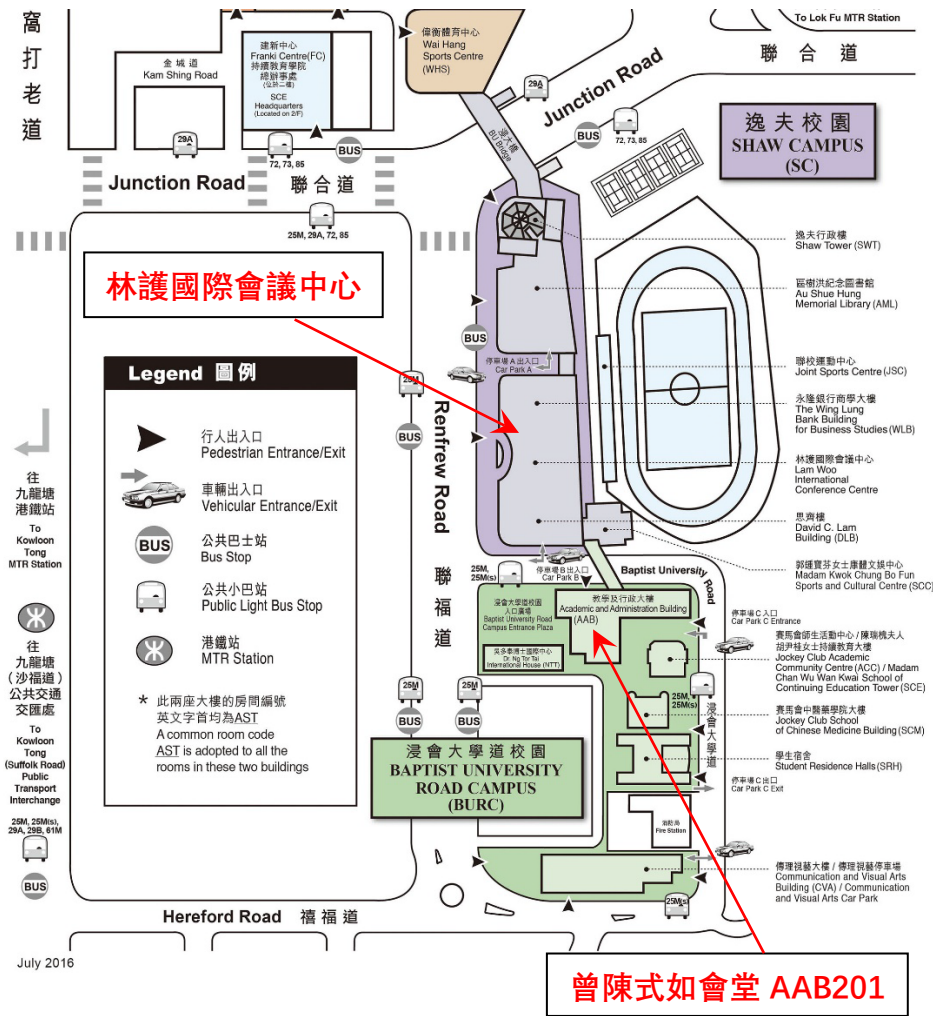 窩打老道
金城道
Kam Shing Road
建新中心
Franki Centre(FC)
持續教育學院
總辦事處
(位於二樓)
SCE
Headquarters
(Located on 2/F)
偉衡體育中心
Wai Hang
Sports Centre
(WHS)
To Lok Fu MTR Station
聯合道
Junction Road
29A
BUS
72, 73, 85
浸大橋
BU Bridge
逸夫校園
SHAW CAMPUS
(SC)
29A
72, 73, 85
BUS
Junction Road
聯合道
25M, 29A, 72, 85
林護國際會議中心
逸夫行政樓
Shaw Tower (SWT)
區樹洪紀念圖書館
Au Shue Hung
Memorial Library (AML)
聯校運動中心
Joint Sports Centre (JSC)
永隆銀行商學大樓
The Wing Lung
Bank Building
for Business Studies (WLB)
林護國際會議中心
Lam Woo
International
Conference Centre
思齊樓
David C. Lam
Building (DLB)
郭鍾寶芬女士康體文娛中心
Madam Kwok Chung Bo Fun
Sports and Cultural Centre (SCC)
BUS
停車場A出入口
Car Park A
25M
BUS
Renfrew Road
聯福道
Legend 圖例
行人出入口
Pedestrian Entrance/Exit
車輛出入口
Vehicular Entrance/Exit
BUS
公共巴士站
Bus Stop
公共小巴站
Public Light Bus Stop
港鐵站
MTR Station
* 此兩座大樓的房間編號
英文字首均為AST
A common room code
AST is adopted to all the
rooms in these two buildings
往
九龍塘
港鐵站
To
Kowloon
Tong
MTR Station
往
九龍塘
(沙福道)
公共交通
交匯處
To
Kowloon
Tong
(Suffolk Road)
Public
Transport
Interchange
25M, 25M(s),
29A, 29B, 61M
BUS
25M,
25M(s)
停車場B出入口
Car Park B
Baptist University
Road
浸會大學道校園
入口廣場
Baptist University Road
Campus Entrance Plaza
教學及行政大樓
Academic and Administration Building
(AAB)
吳多泰博士國際中心
Dr. Ng Tor Tai
International House (NTT)
停車場C入口
Car Park C Entrance
賽馬會師生活動中心 / 陳瑞槐夫人
胡尹桂女士持續教育大樓
Jockey Club Academic
Community Centre (ACC) / Madam
Chan Wu Wan Kwai School of
Continuing Education Tower (SCE)
25M,
25M(s)
浸會大學道
賽馬會中醫藥學院大樓
Jockey Club School
of Chinese Medicine Building (SCM)
學生宿舍
Student Residence Halls (SRH)
停車場C出口
Car Park C Exit
25M
BUS
25M
BUS
浸會大學道校園
BAPTIST UNIVERSITY
ROAD CAMPUS
(BURC)
消防局
Fire Station
傳理視藝大樓 / 傳理視藝停車場
Communication and Visual Arts
Building (CVA) / Communication
and Visual Arts Car Park
25M(s)
Hereford Road 禧福道
July 2016
曾陳式如會堂 AAB201